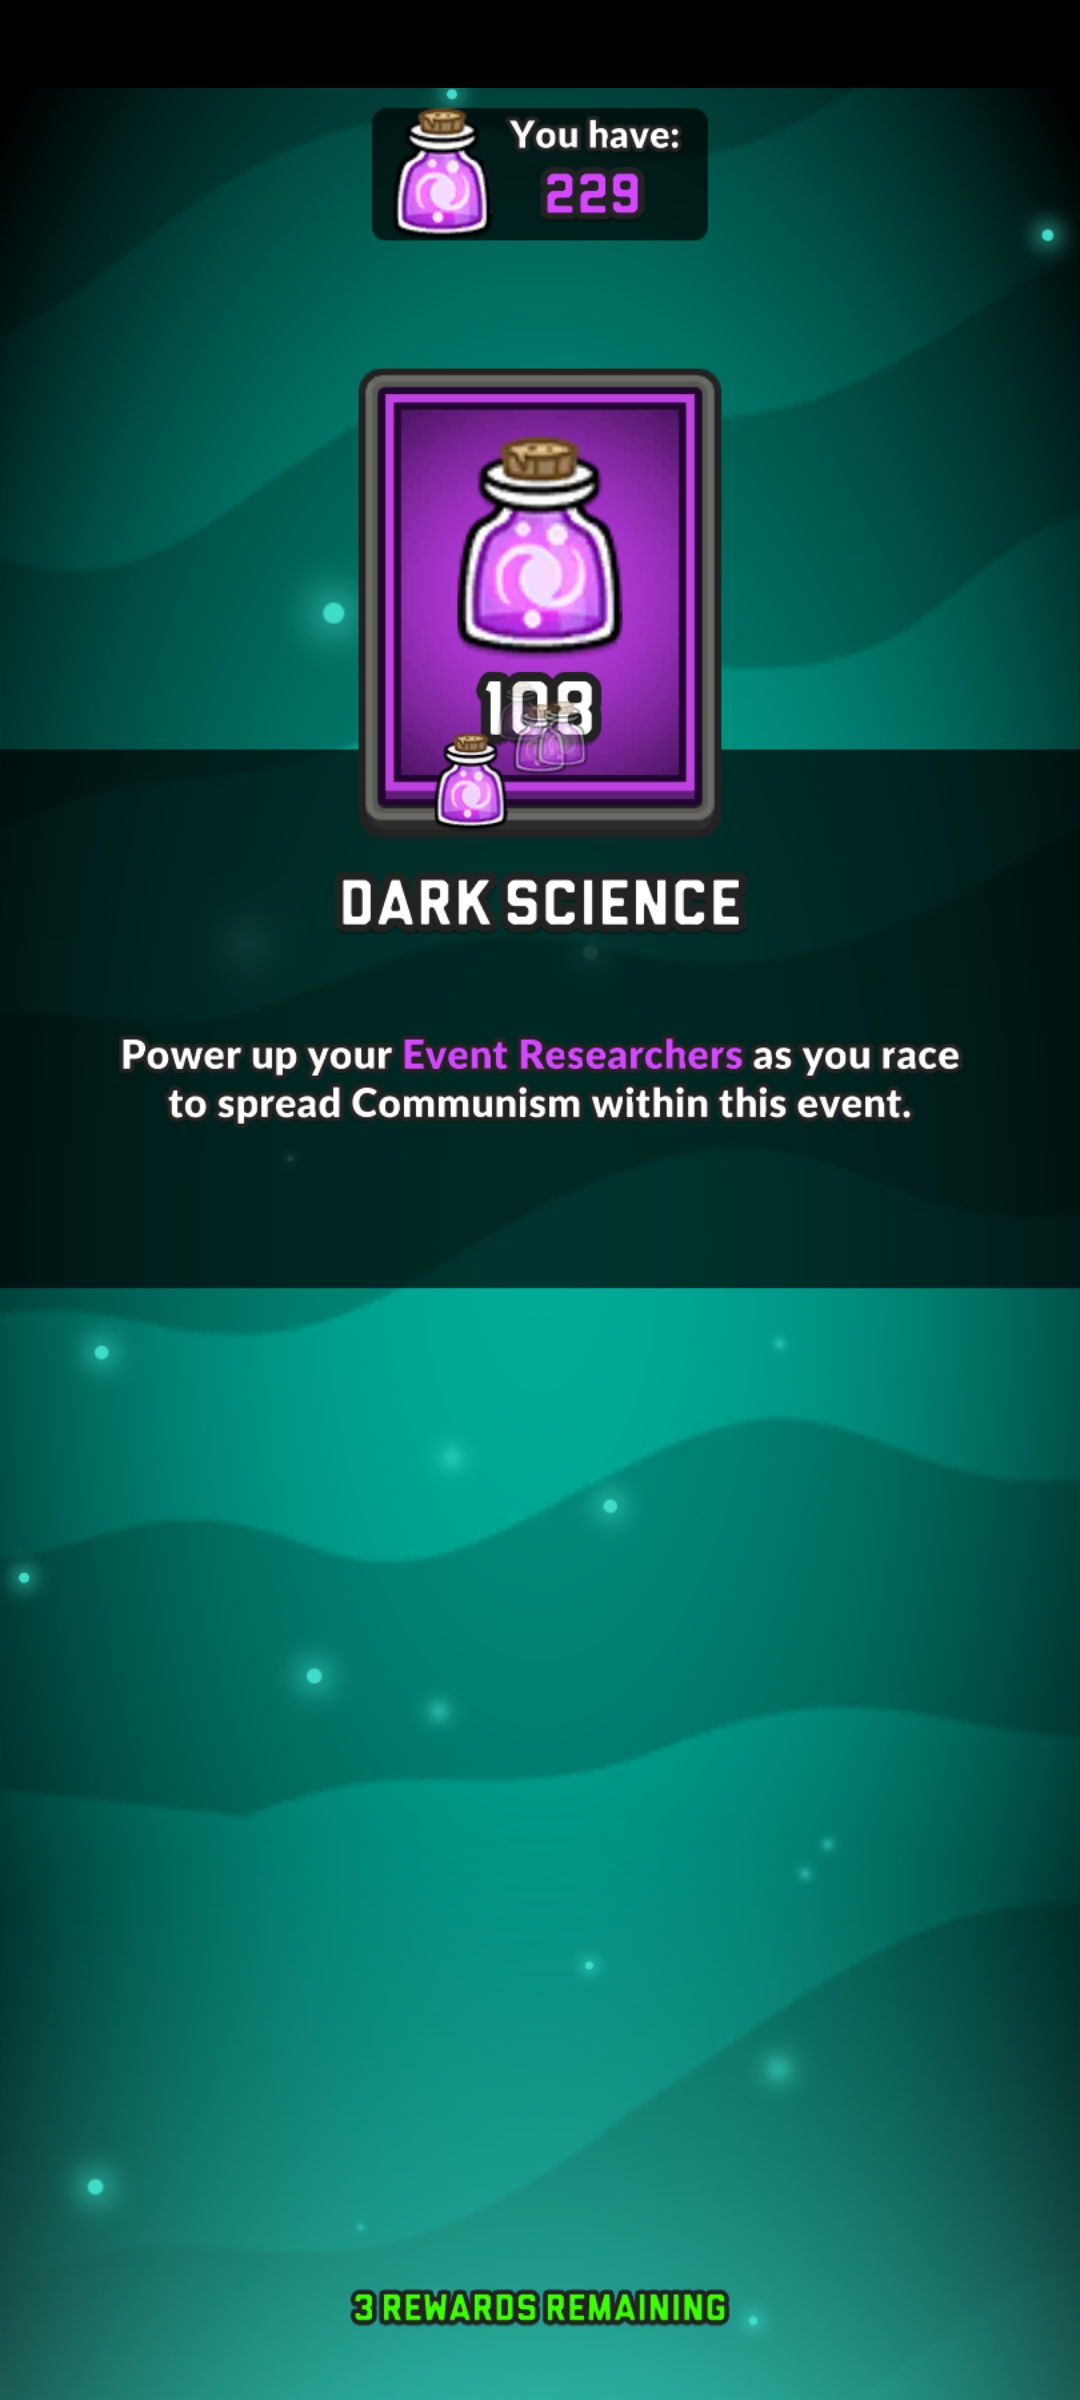 You have:
229
108
DARK SCIENCE
Power up your Event Researchers as you race
to spread Communism within this event.
3 REWARDS REMAINING